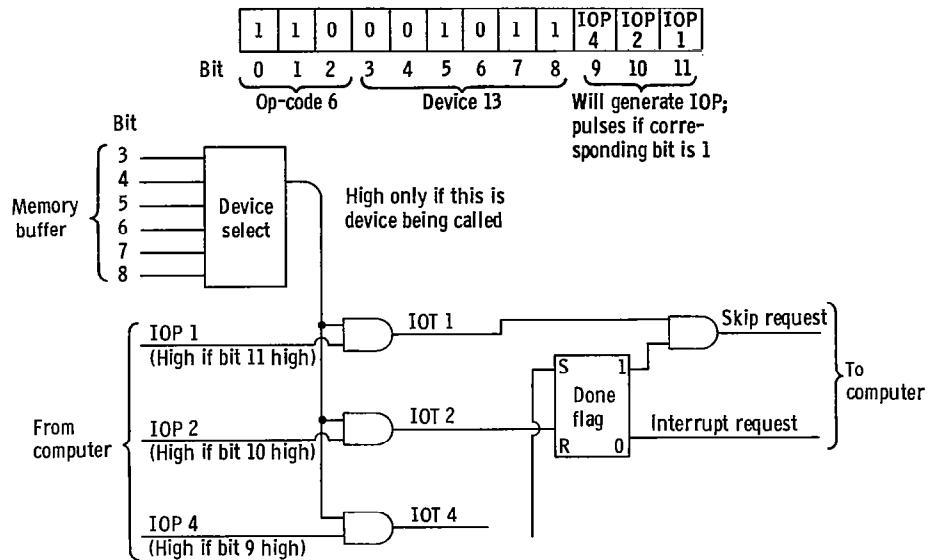 1 1 0 0 0 1 0 1 1 IOP 4 IOP 2 IOP 1
Bit 0 1 2 3 4 5 6 7 8 9 10 11
Op-code 6
Device 13
Will generate IOP;
pulses if corre-
sponding bit is 1
Bit
3
4
5
6
7
8
Memory
buffer
Device
select
High only if this is
device being called
IOP 1
(High if bit 11 high)
IOT 1
Skip request
S 1
Done
flag
R 0
To
computer
From
computer
IOP 2
(High if bit 10 high)
IOT 2
Interrupt request
IOP 4
(High if bit 9 high)
IOT 4